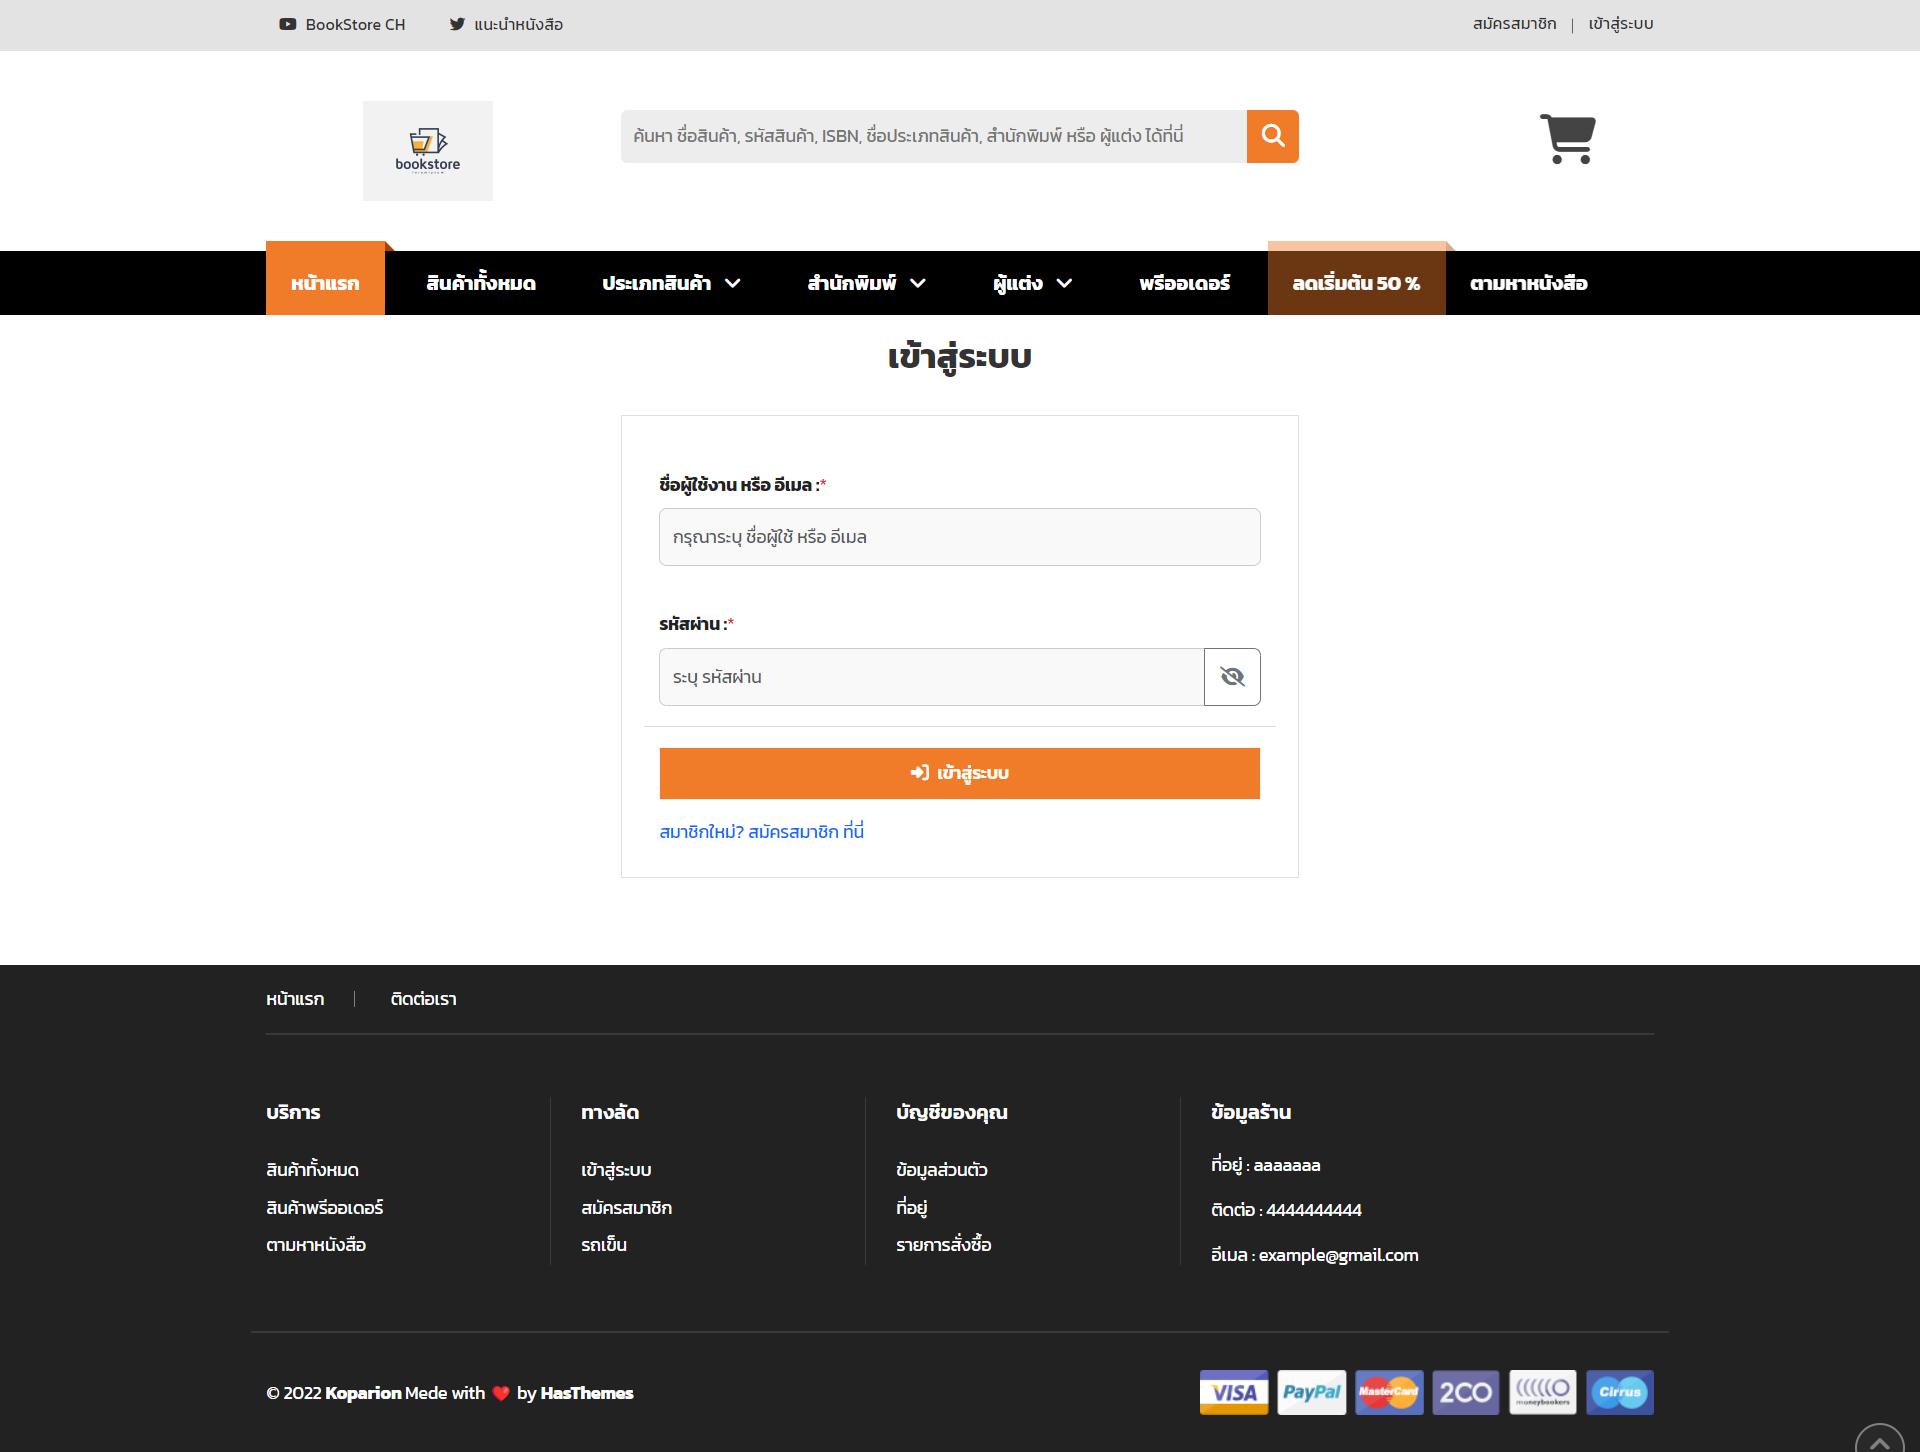 BookStore CH
แนะนำหนังสือ
สมัครสมาชิก
เข้าสู่ระบบ
bookstore
ค้นหา ชื่อสินค้า, รหัสสินค้า, ISBN, ชื่อประเภทสินค้า, สำนักพิมพ์ หรือ ผู้แต่ง ได้ที่นี่
หน้าแรก
สินค้าทั้งหมด
ประเภทสินค้า
สำนักพิมพ์
ผู้แต่ง
พรีออเดอร์
ลดเริ่มต้น 50 %
ตามหาหนังสือ
เข้าสู่ระบบ
ชื่อผู้ใช้งาน หรือ อีเมล :*
กรุณาระบุ ชื่อผู้ใช้ หรือ อีเมล
รหัสผ่าน :*
ระบุ รหัสผ่าน
เข้าสู่ระบบ
สมาชิกใหม่? สมัครสมาชิก ที่นี่
หน้าแรก
ติดต่อเรา
บริการ
สินค้าทั้งหมด
สินค้าพรีออเดอร์
ตามหาหนังสือ
ทางลัด
เข้าสู่ระบบ
สมัครสมาชิก
รถเข็น
บัญชีของคุณ
ข้อมูลส่วนตัว
ที่อยู่
รายการสั่งซื้อ
ข้อมูลร้าน
ที่อยู่ : aaaaaaa
ติดต่อ : 4444444444
อีเมล : example@gmail.com
© 2022 Koparion Mede with ❤️ by HasThemes
VISA
PayPal
MasterCard
2CO
moneybookers
Cirrus